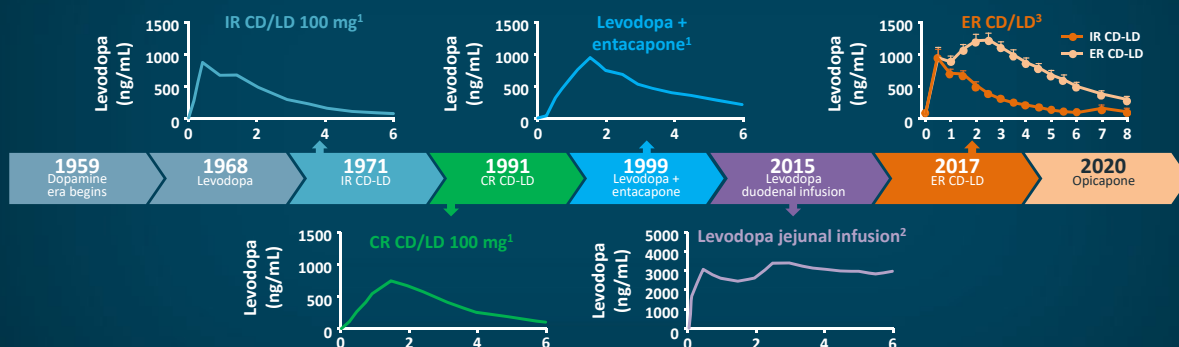 IR CD/LD 100 mg¹
Levodopa
(ng/mL)
1500
1000
500
0
0 2 4 6
Levodopa +
entacapone¹
Levodopa
(ng/mL)
1500
1000
500
0
0 2 4 6
ER CD/LD³
Levodopa
(ng/mL)
1500
1000
500
0
0 1 2 3 4 5 6 7 8
IR CD-LD
ER CD-LD
1959
Dopamine
era begins
1968
Levodopa
1971
IR CD-LD
1991
CR CD-LD
1999
Levodopa +
entacapone
2015
Levodopa
duodenal infusion
2017
ER CD-LD
2020
Opicapone
CR CD/LD 100 mg¹
Levodopa
(ng/mL)
1500
1000
500
0
0 2 4 6
Levodopa jejunal infusion²
Levodopa
(ng/mL)
5000
4000
3000
2000
1000
0
0 2 4 6